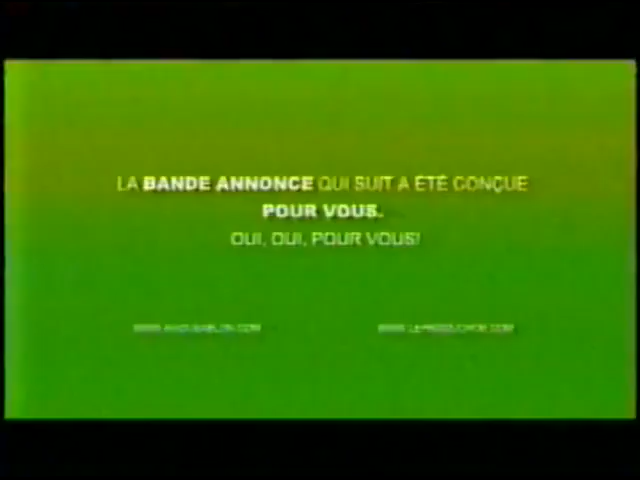 LA BANDE ANNONCE QUI SUIT A ÉTÉ CONÇUE
POUR VOUS.
OUI, OUI, POUR VOUS!